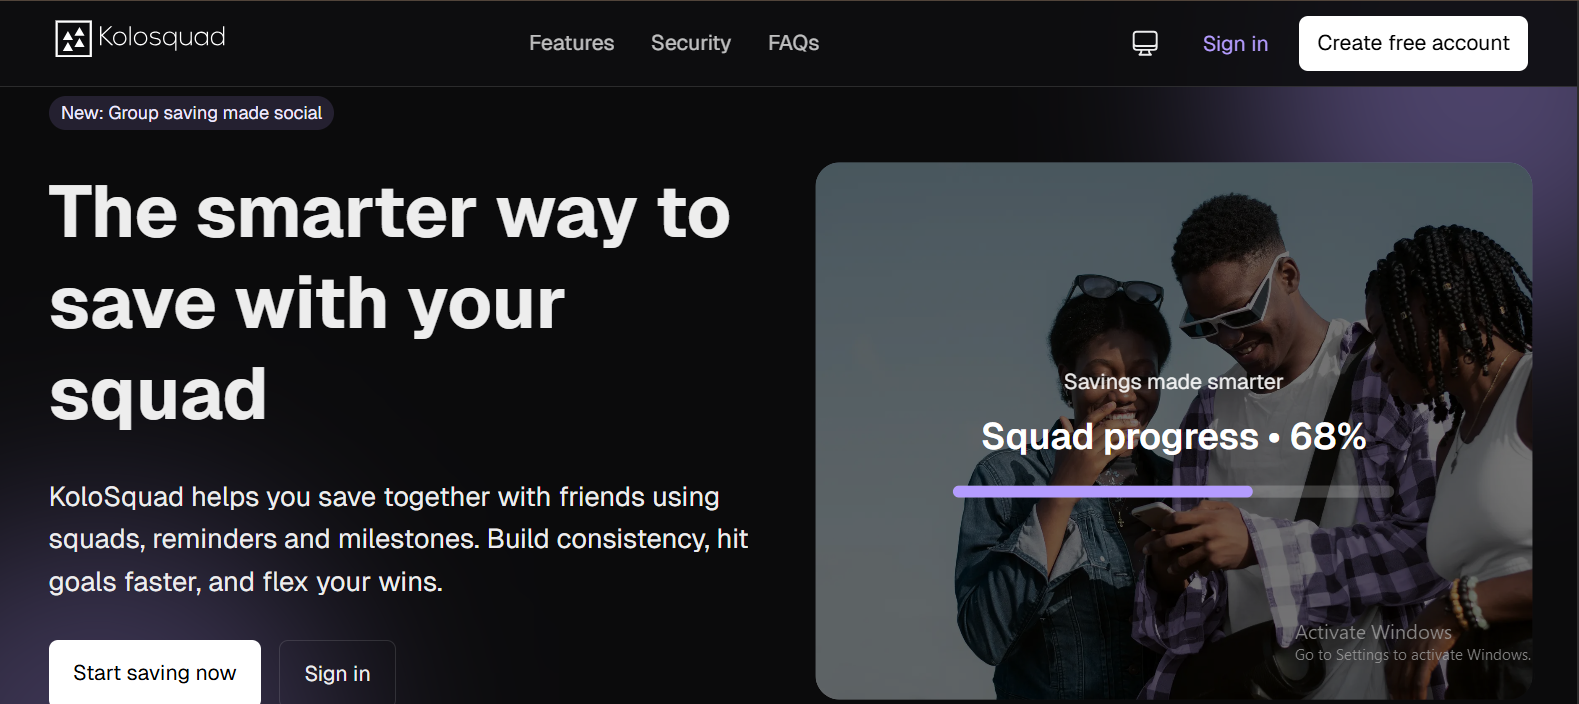 Kolosquad
Features
Security
FAQs
Sign in
Create free account
New: Group saving made social
The smarter way to
save with your
squad
KoloSquad helps you save together with friends using
squads, reminders and milestones. Build consistency, hit
goals faster, and flex your wins.
Start saving now
Sign in
Savings made smarter
Squad progress • 68%
Activate Windows
Go to Settings to activate Windows.